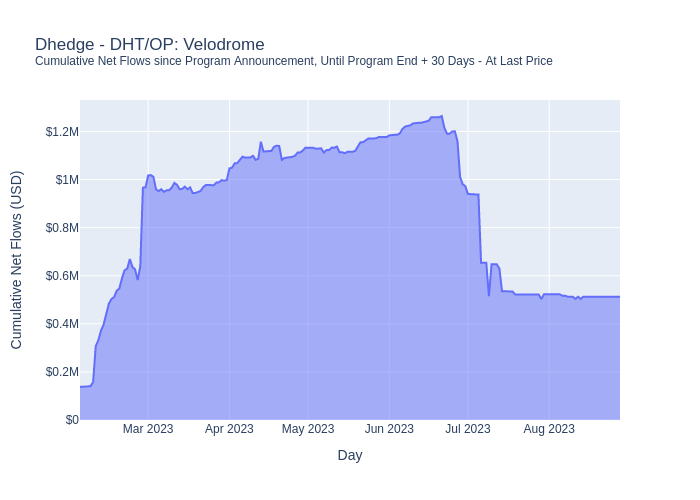 Dhedge - DHT/OP: Velodrome
Cumulative Net Flows since Program Announcement, Until Program End + 30 Days - At Last Price
Cumulative Net Flows (USD)
$1.2M
$1M
$0.8M
$0.6M
$0.4M
$0.2M
$0
Mar 2023 Apr 2023 May 2023 Jun 2023 Jul 2023 Aug 2023
Day